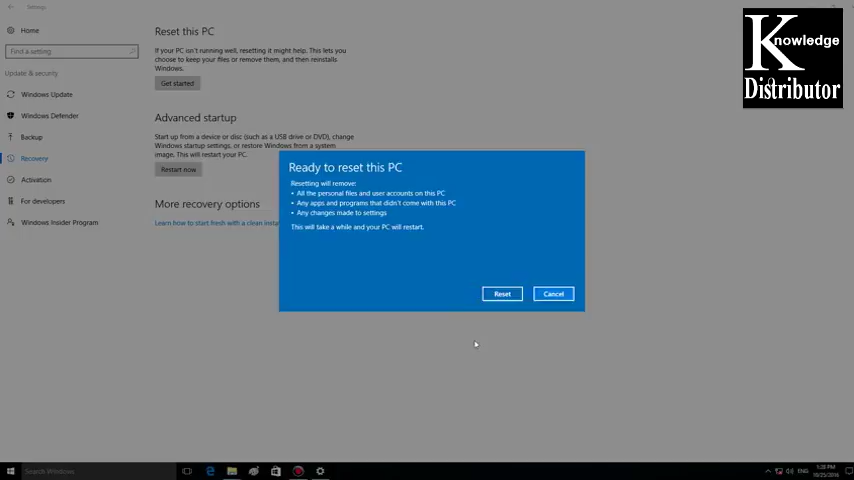 Settings
Home
Find a setting
Update & security
Windows Update
Windows Defender
Backup
Recovery
Activation
For developers
Windows Insider Program
Reset this PC
If your PC isn't running well, resetting it might help. This lets you
choose to keep your files or remove them, and then reinstalls
Windows.
Get started
Advanced startup
Start up from a device or disc (such as a USB drive or DVD), change
Windows startup settings, or restore Windows from a system
image. This will restart your PC.
Restart now
More recovery options
Learn how to start fresh with a clean insta
Ready to reset this PC
Resetting will remove:
• All the personal files and user accounts on this PC
• Any apps and programs that didn't come with this PC
• Any changes made to settings
This will take a while and your PC will restart.
Reset
Cancel
Knowledge
Distributor
Search Windows
ENG
1:28 PM
10/25/2016